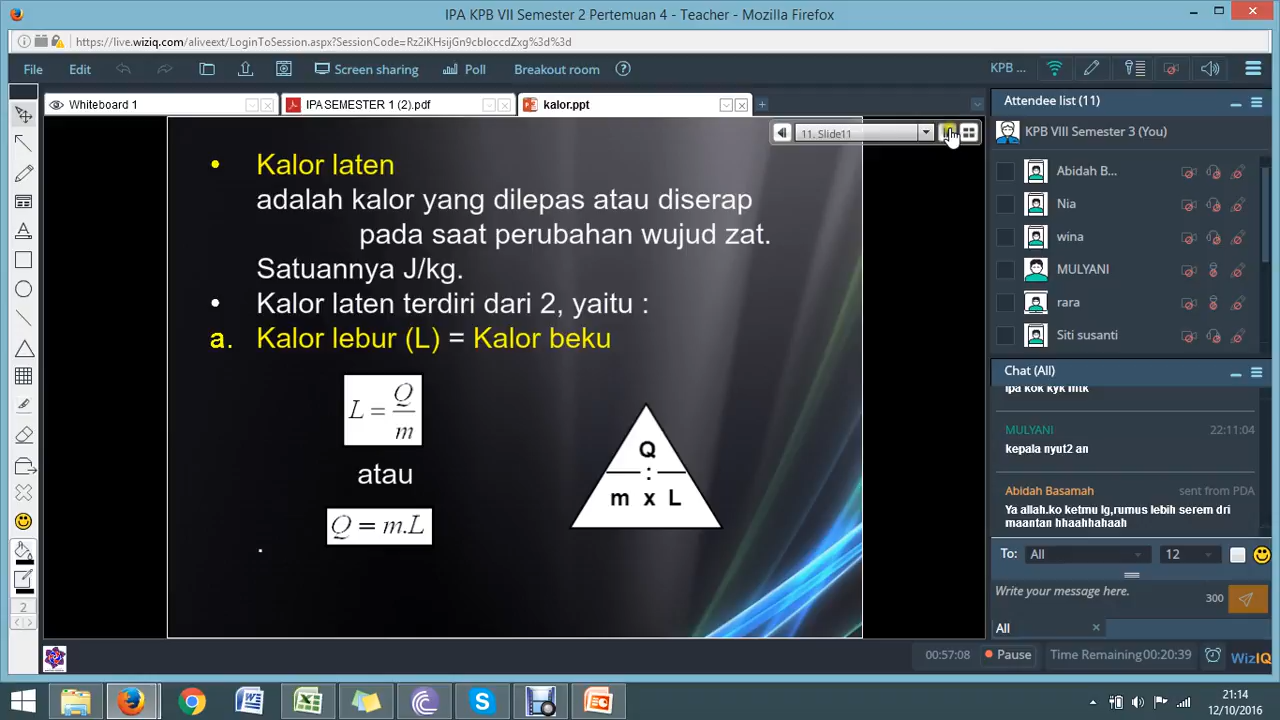 IPA KPB VII Semester 2 Pertemuan 4 - Teacher - Mozilla Firefox
https://live.wiziq.com/aliveext/LoginToSession.aspx?SessionCode=Rz2iKHsijGn9cbloccdZxg%3d%3d
File Edit Screen sharing Poll Breakout room KPB ...
Whiteboard 1 IPA SEMESTER 1 (2).pdf kalor.ppt
11. Slide11
• Kalor laten
adalah kalor yang dilepas atau diserap
pada saat perubahan wujud zat.
Satuannya J/kg.
• Kalor laten terdiri dari 2, yaitu :
a. Kalor lebur (L) = Kalor beku
L = Q/m
atau
Q = m.L
.
Q
:
m x L
2
Attendee list (11)
KPB VIII Semester 3 (You)
Abidah B...
Nia
wina
MULYANI
rara
Siti susanti
Chat (All)
ipa kok kyk mtk
MULYANI 22:11:04
kepala nyut2 an
Abidah Basamah sent from PDA
Ya allah.ko ketmu lg,rumus lebih serem dri
maantan hhahhahahah
To: All 12
Write your message here. 300
All
00:57:08 Pause Time Remaining 00:20:39 WizIQ
21:14
12/10/2016